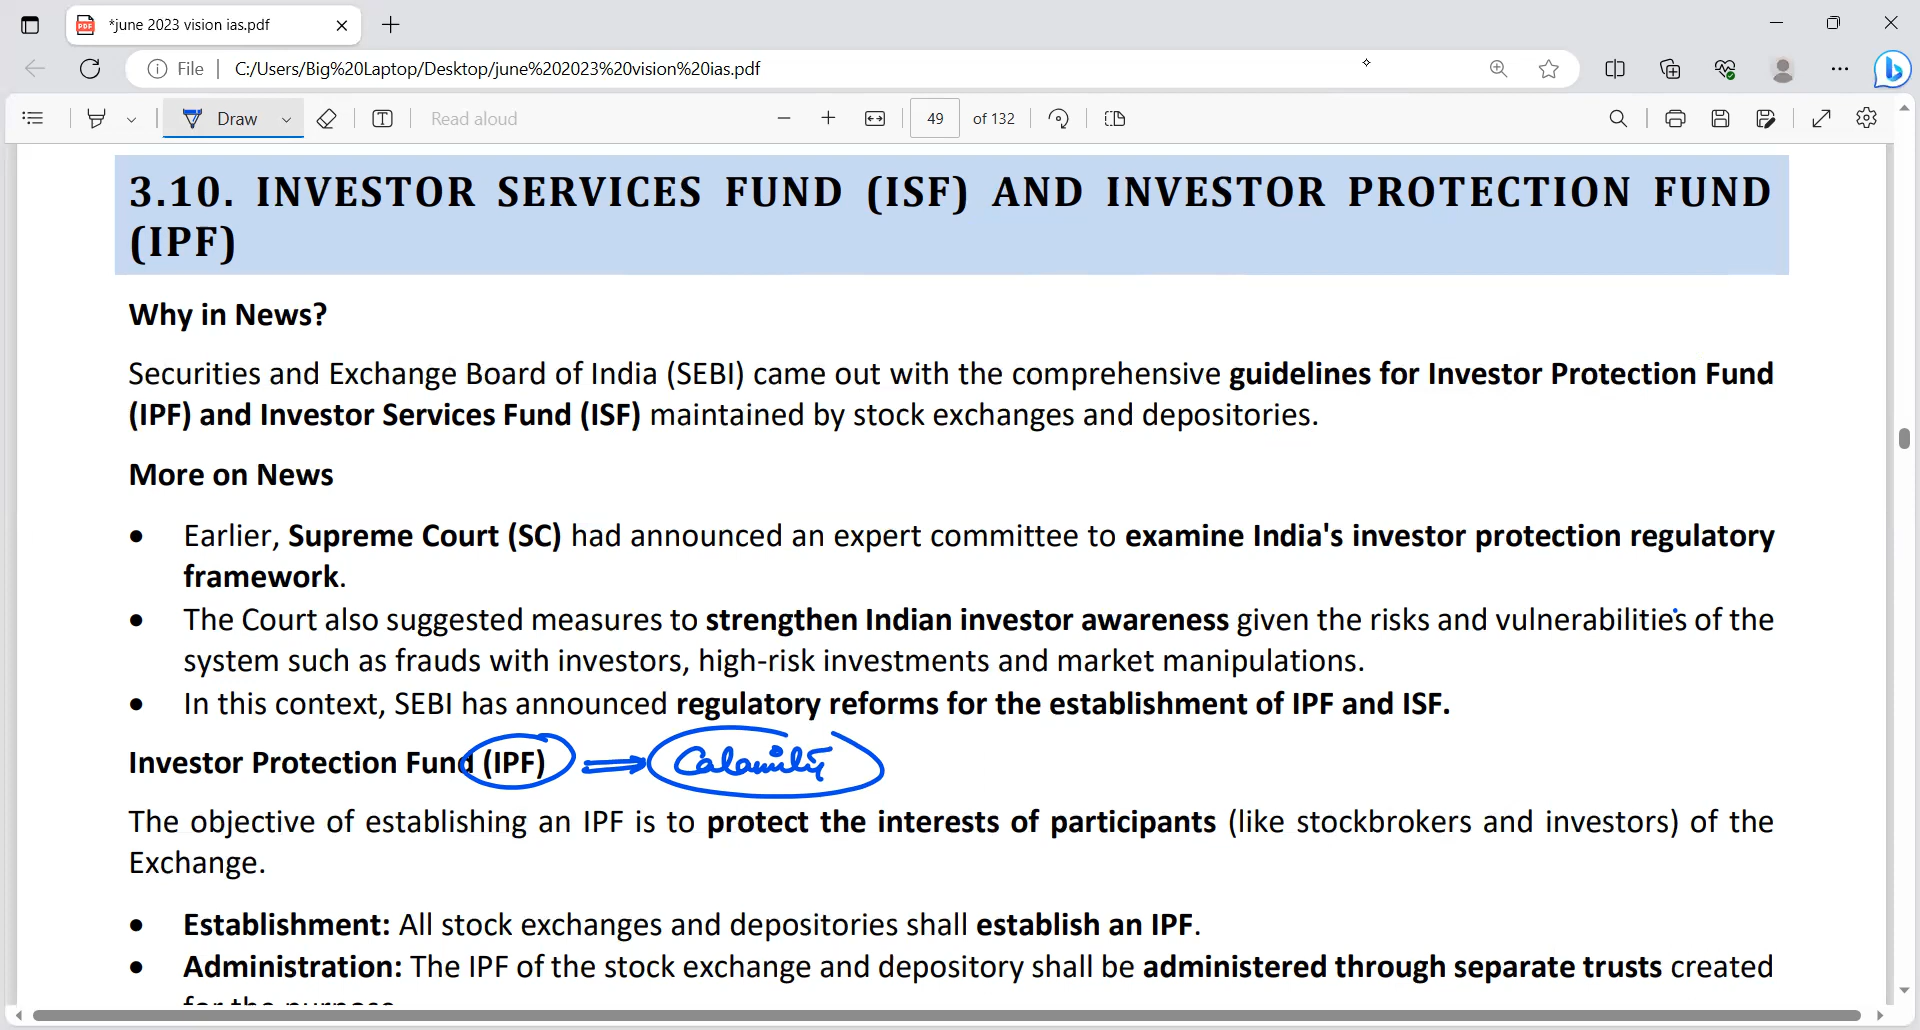 *june 2023 vision ias.pdf
File
C:/Users/Big%20Laptop/Desktop/june%202023%20vision%20ias.pdf
Draw
Read aloud
49 of 132
3.10. INVESTOR SERVICES FUND (ISF) AND INVESTOR PROTECTION FUND
(IPF)
Why in News?
Securities and Exchange Board of India (SEBI) came out with the comprehensive guidelines for Investor Protection Fund
(IPF) and Investor Services Fund (ISF) maintained by stock exchanges and depositories.
More on News
• Earlier, Supreme Court (SC) had announced an expert committee to examine India's investor protection regulatory
framework.
• The Court also suggested measures to strengthen Indian investor awareness given the risks and vulnerabilities of the
system such as frauds with investors, high-risk investments and market manipulations.
• In this context, SEBI has announced regulatory reforms for the establishment of IPF and ISF.
Investor Protection Fund (IPF) ⇒ Calamity
The objective of establishing an IPF is to protect the interests of participants (like stockbrokers and investors) of the
Exchange.
• Establishment: All stock exchanges and depositories shall establish an IPF.
• Administration: The IPF of the stock exchange and depository shall be administered through separate trusts created
for the purpose